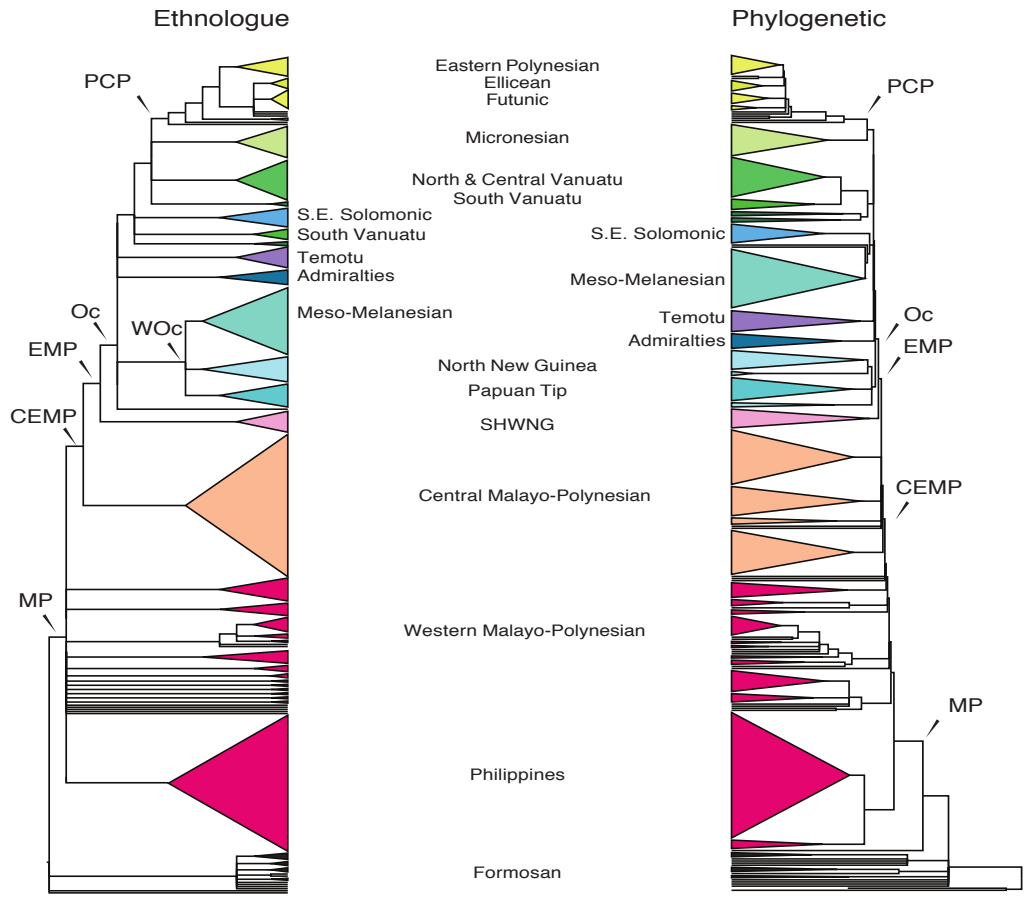 Ethnologue
Phylogenetic
Eastern Polynesian
Ellicean
Futunic
PCP
PCP
Micronesian
North & Central Vanuatu
South Vanuatu
S.E. Solomonic
South Vanuatu
S.E. Solomonic
Temotu
Admiralties
Meso-Melanesian
Meso-Melanesian
Oc
WOc
Temotu
Oc
Admiralties
EMP
EMP
North New Guinea
Papuan Tip
CEMP
SHWNG
Central Malayo-Polynesian
CEMP
MP
Western Malayo-Polynesian
MP
Philippines
Formosan